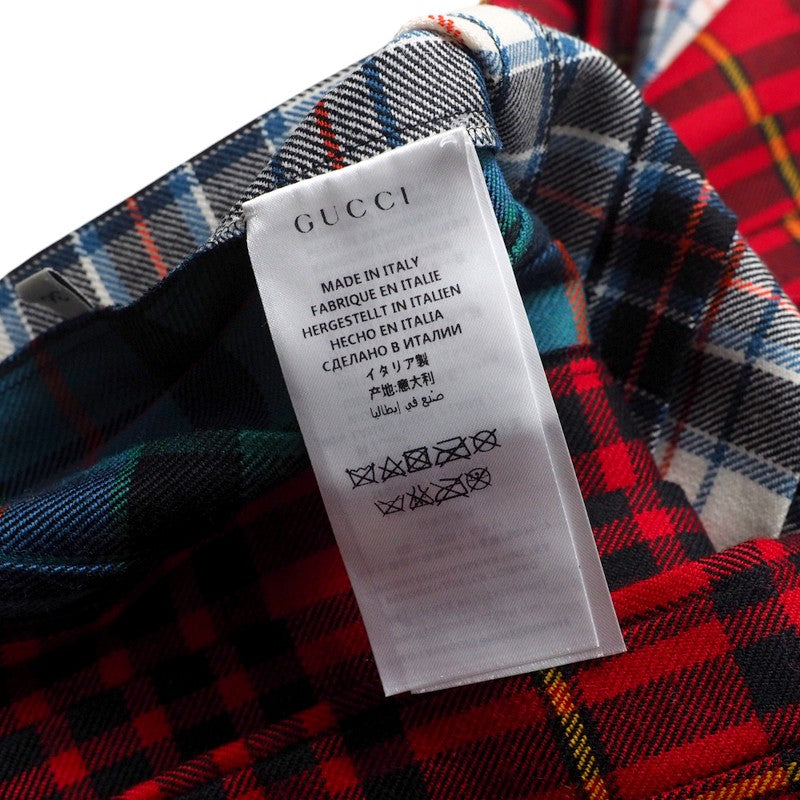 GUCCI
MADE IN ITALY
FABRIQUE EN ITALIE
HERGESTELLT IN ITALIEN
HECHO EN ITALIA
СДЕЛАНО В ИТАЛИИ
イタリア製
产地:意大利
صنع في إيطاليا